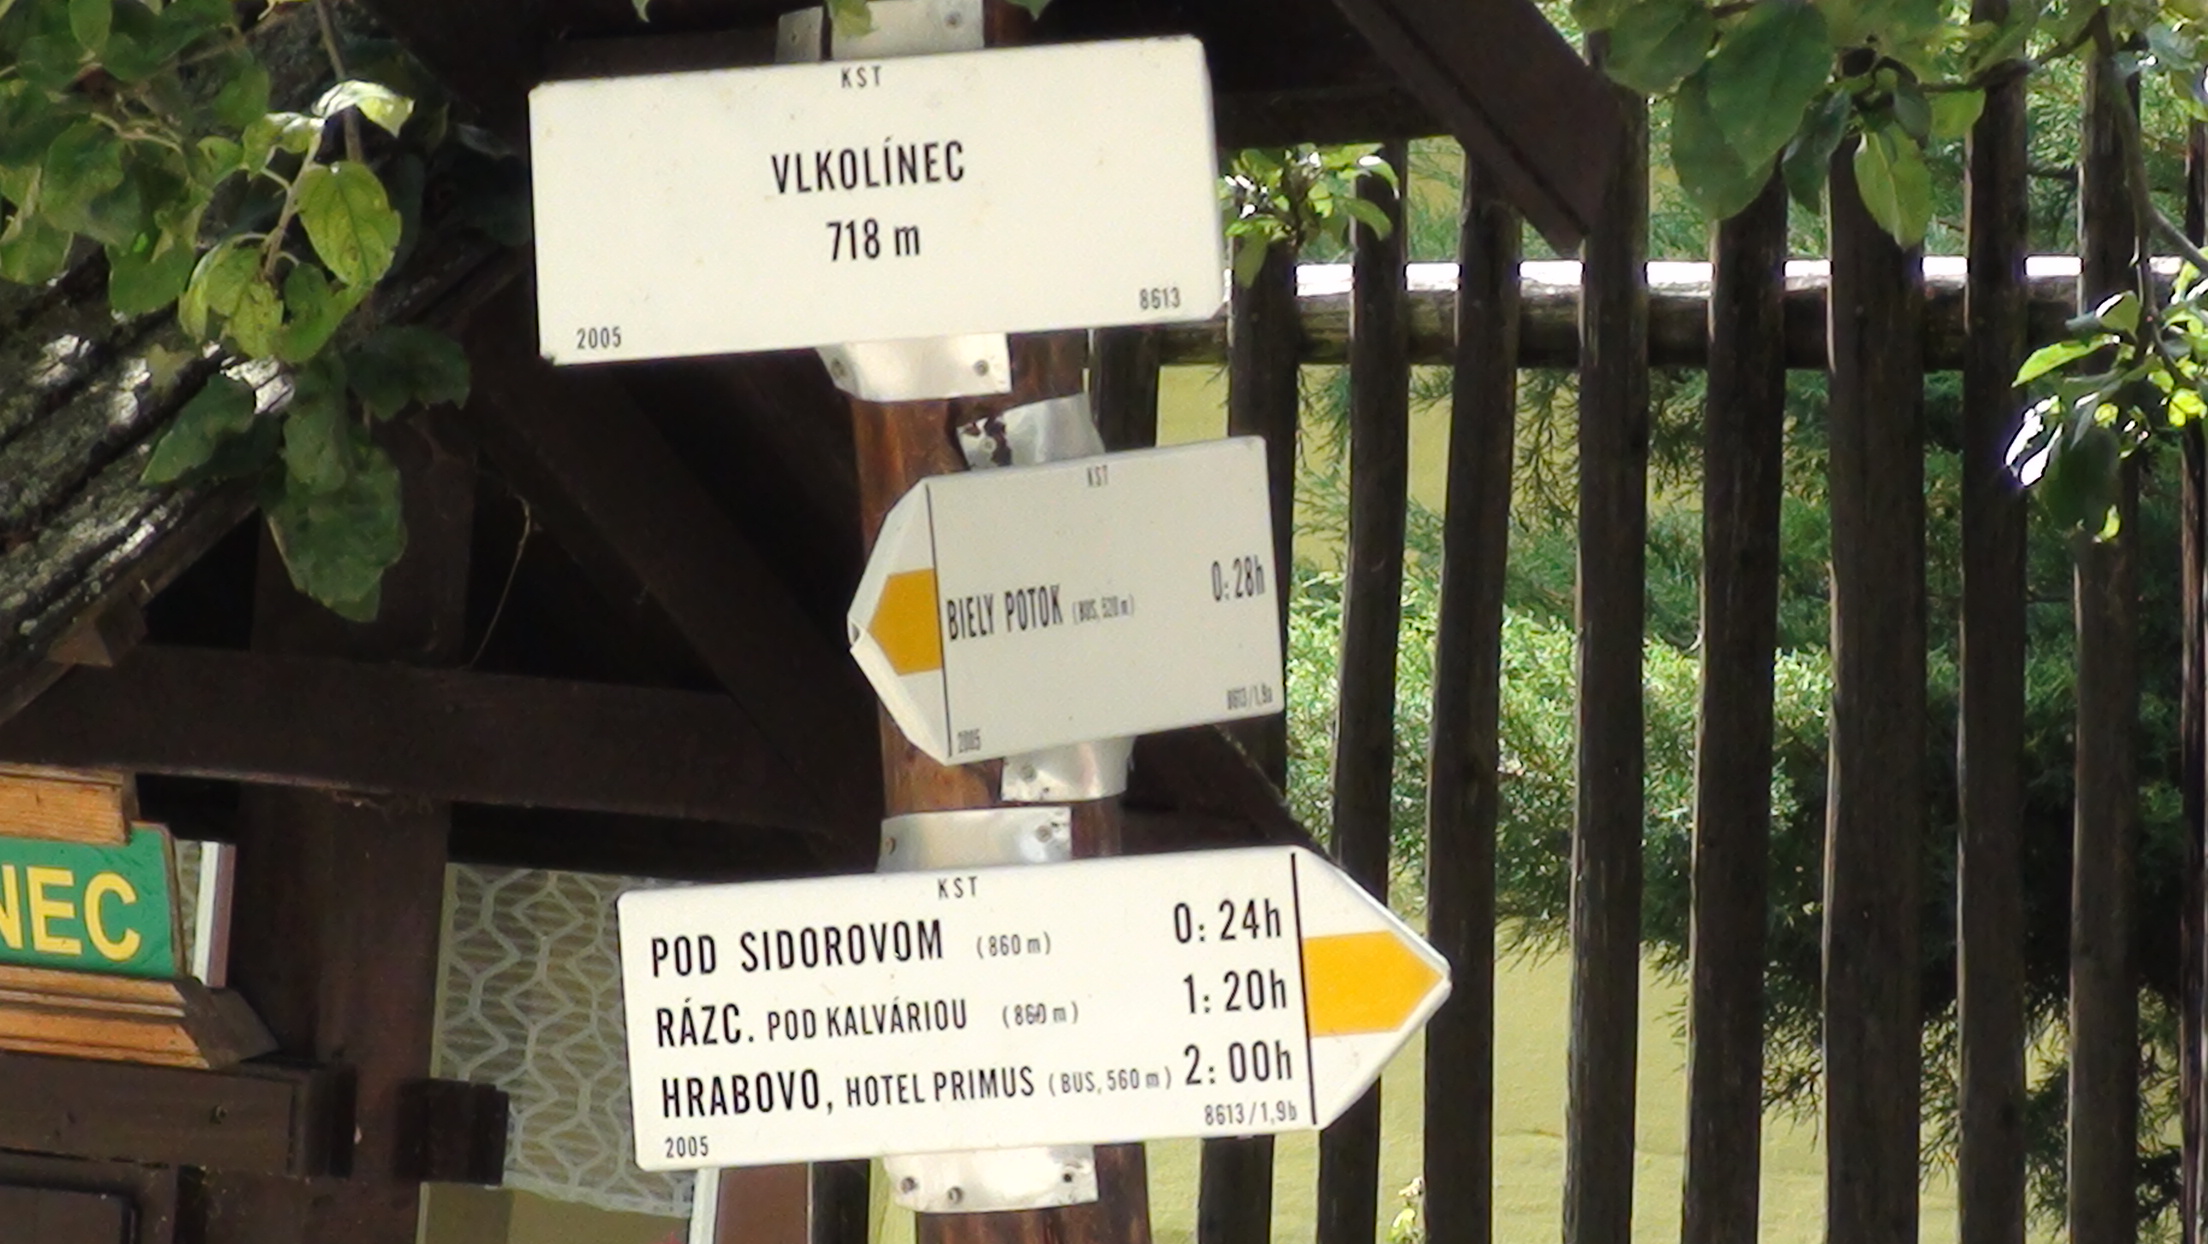 KST
VLKOLÍNEC
718 m
2005 8613
KST
BIELY POTOK (BUS, 520 m) 0: 28h
2005 8613/1,9a
KST
POD SIDOROVOM (860 m) 0: 24h
RÁZC. POD KALVÁRIOU (860 m) 1: 20h
HRABOVO, HOTEL PRIMUS (BUS, 560 m) 2: 00h
2005 8613/1,9b
NEC